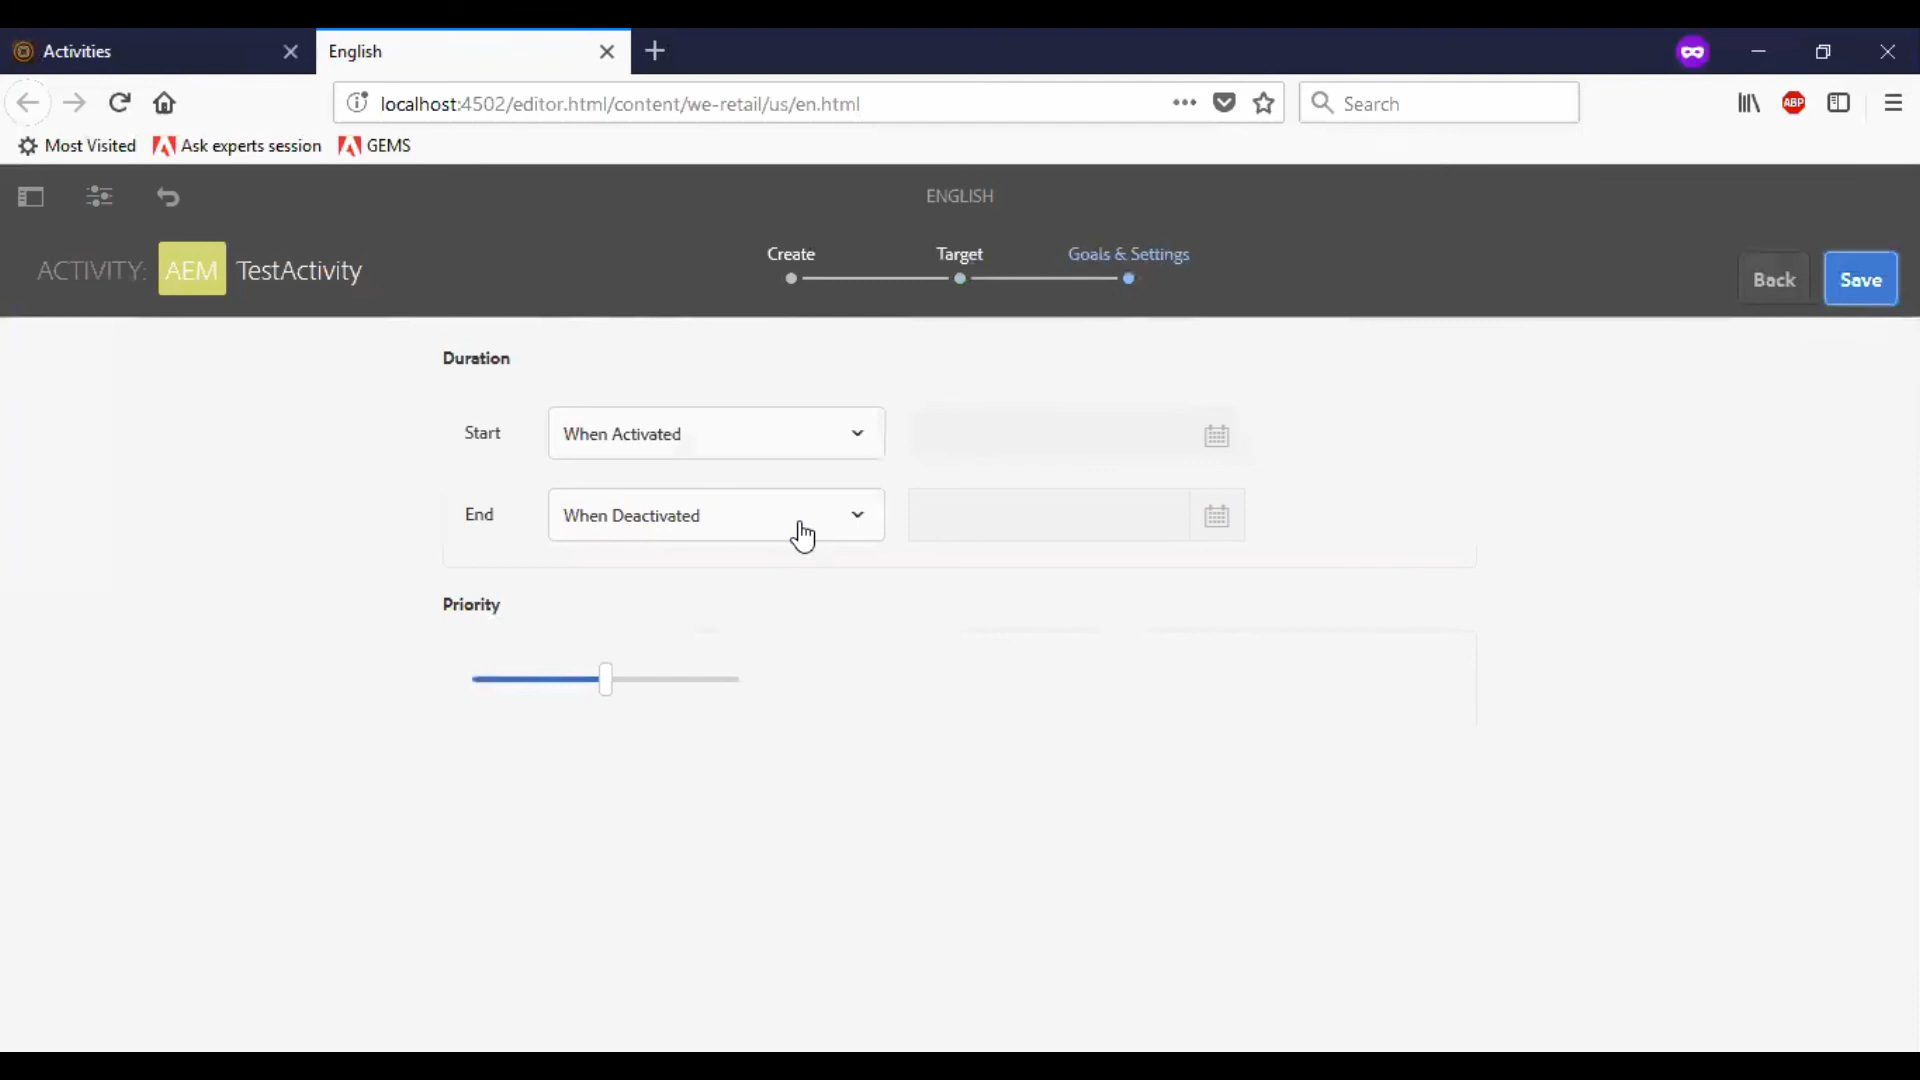 Activities
English
localhost:4502/editor.html/content/we-retail/us/en.html
Search
ABP
Most Visited
Ask experts session
GEMS
ENGLISH
ACTIVITY: AEM TestActivity
Create
Target
Goals & Settings
Back
Save
Duration
Start
When Activated
End
When Deactivated
Priority